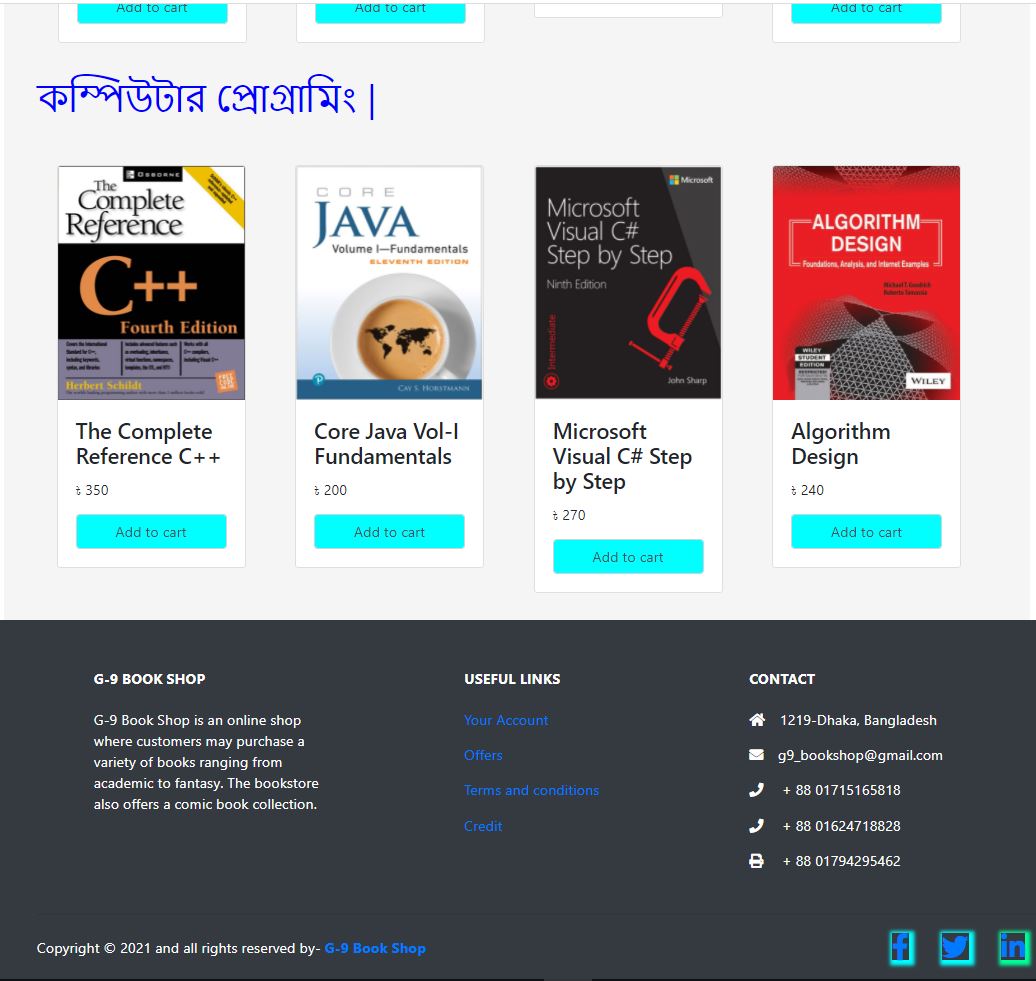 Add to cart
Add to cart
Add to cart
কম্পিউটার প্রোগ্রামিং |
OSBORNE
The
Complete
Reference
C++
Fourth Edition
Herbert Schildt
CORE
JAVA
Volume I—Fundamentals
ELEVENTH EDITION
CAY S. HORSTMANN
Microsoft
Microsoft
Visual C#
Step by Step
Ninth Edition
Intermediate
John Sharp
ALGORITHM
DESIGN
Foundations, Analysis, and Internet Examples
Michael T. Goodrich
Roberto Tamassia
WILEY
STUDENT
EDITION
WILEY
The Complete
Reference C++
৳ 350
Add to cart
Core Java Vol-I
Fundamentals
৳ 200
Add to cart
Microsoft
Visual C# Step
by Step
৳ 270
Add to cart
Algorithm
Design
৳ 240
Add to cart
G-9 BOOK SHOP
G-9 Book Shop is an online shop
where customers may purchase a
variety of books ranging from
academic to fantasy. The bookstore
also offers a comic book collection.
USEFUL LINKS
Your Account
Offers
Terms and conditions
Credit
CONTACT
1219-Dhaka, Bangladesh
g9_bookshop@gmail.com
+ 88 01715165818
+ 88 01624718828
+ 88 01794295462
Copyright © 2021 and all rights reserved by- G-9 Book Shop